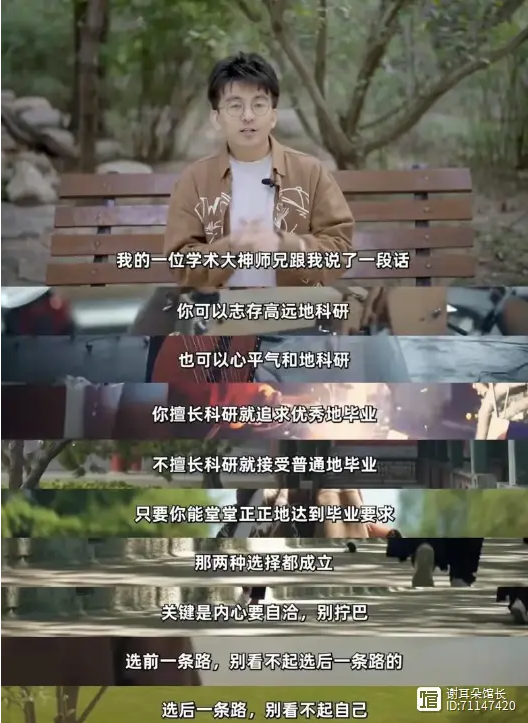 我的一位学术大神师兄跟我说了一段话
你可以志存高远地科研
也可以心平气和地科研
你擅长科研就追求优秀地毕业
不擅长科研就接受普通地毕业
只要你能堂堂正正地达到毕业要求
那两种选择都成立
关键是内心要自洽，别拧巴
选前一条路，别看不起选后一条路的
选后一条路，别看不起自己
谢耳朵馆长
ID:71147420